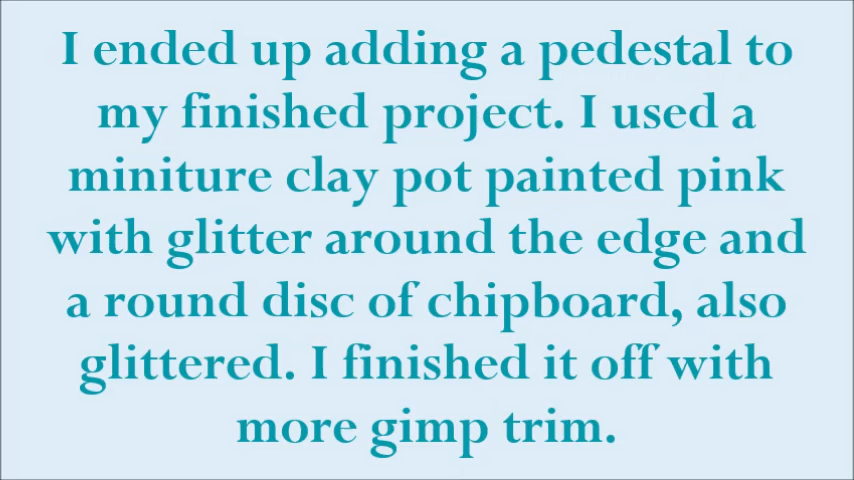 I ended up adding a pedestal to
my finished project. I used a
miniture clay pot painted pink
with glitter around the edge and
a round disc of chipboard, also
glittered. I finished it off with
more gimp trim.